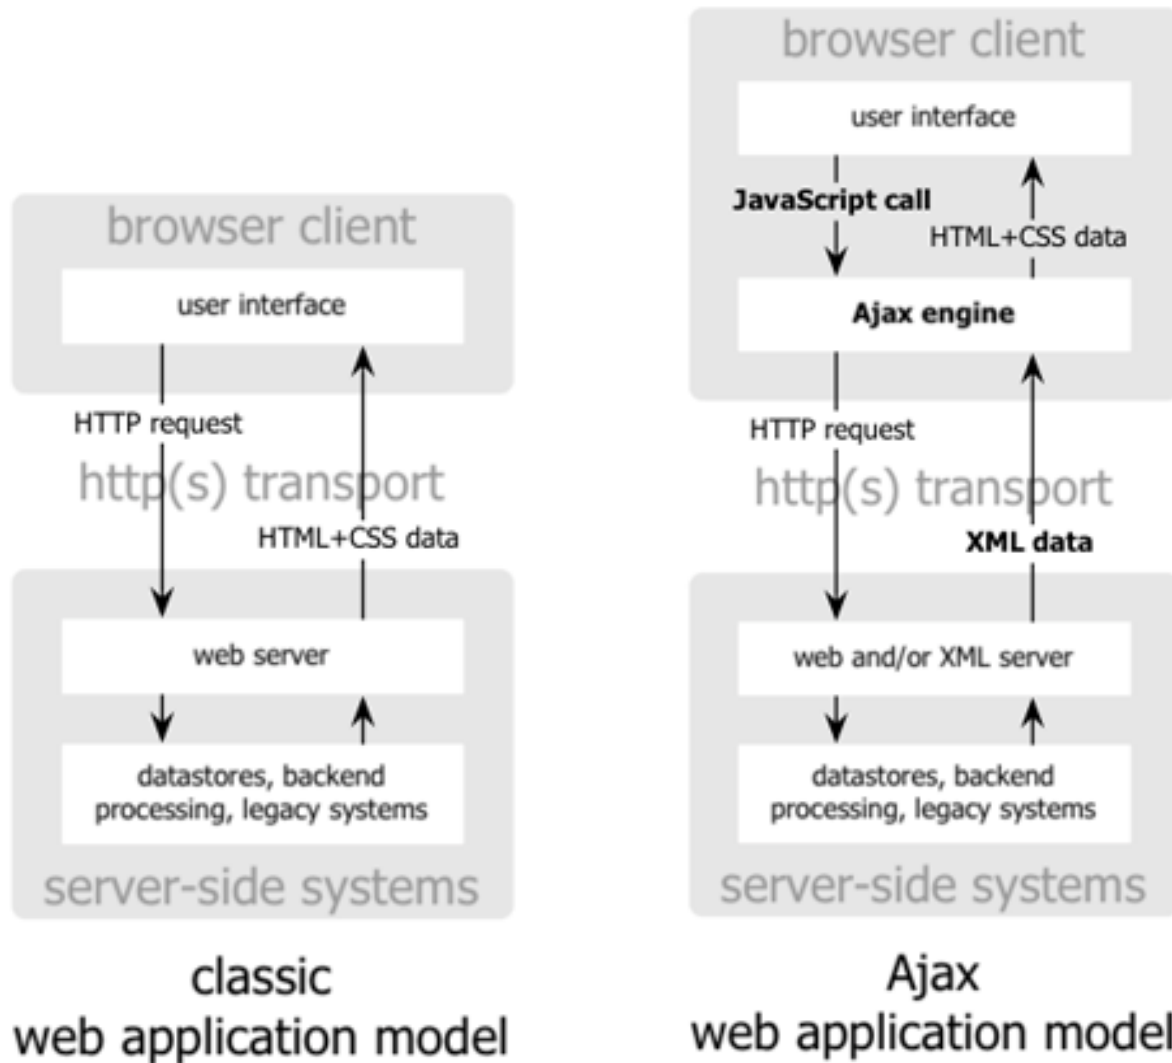 browser client
user interface
HTTP request
http(s) transport
HTML+CSS data
web server
datastores, backend
processing, legacy systems
server-side systems
classic
web application model
browser client
user interface
JavaScript call
HTML+CSS data
Ajax engine
HTTP request
http(s) transport
XML data
web and/or XML server
datastores, backend
processing, legacy systems
server-side systems
Ajax
web application model